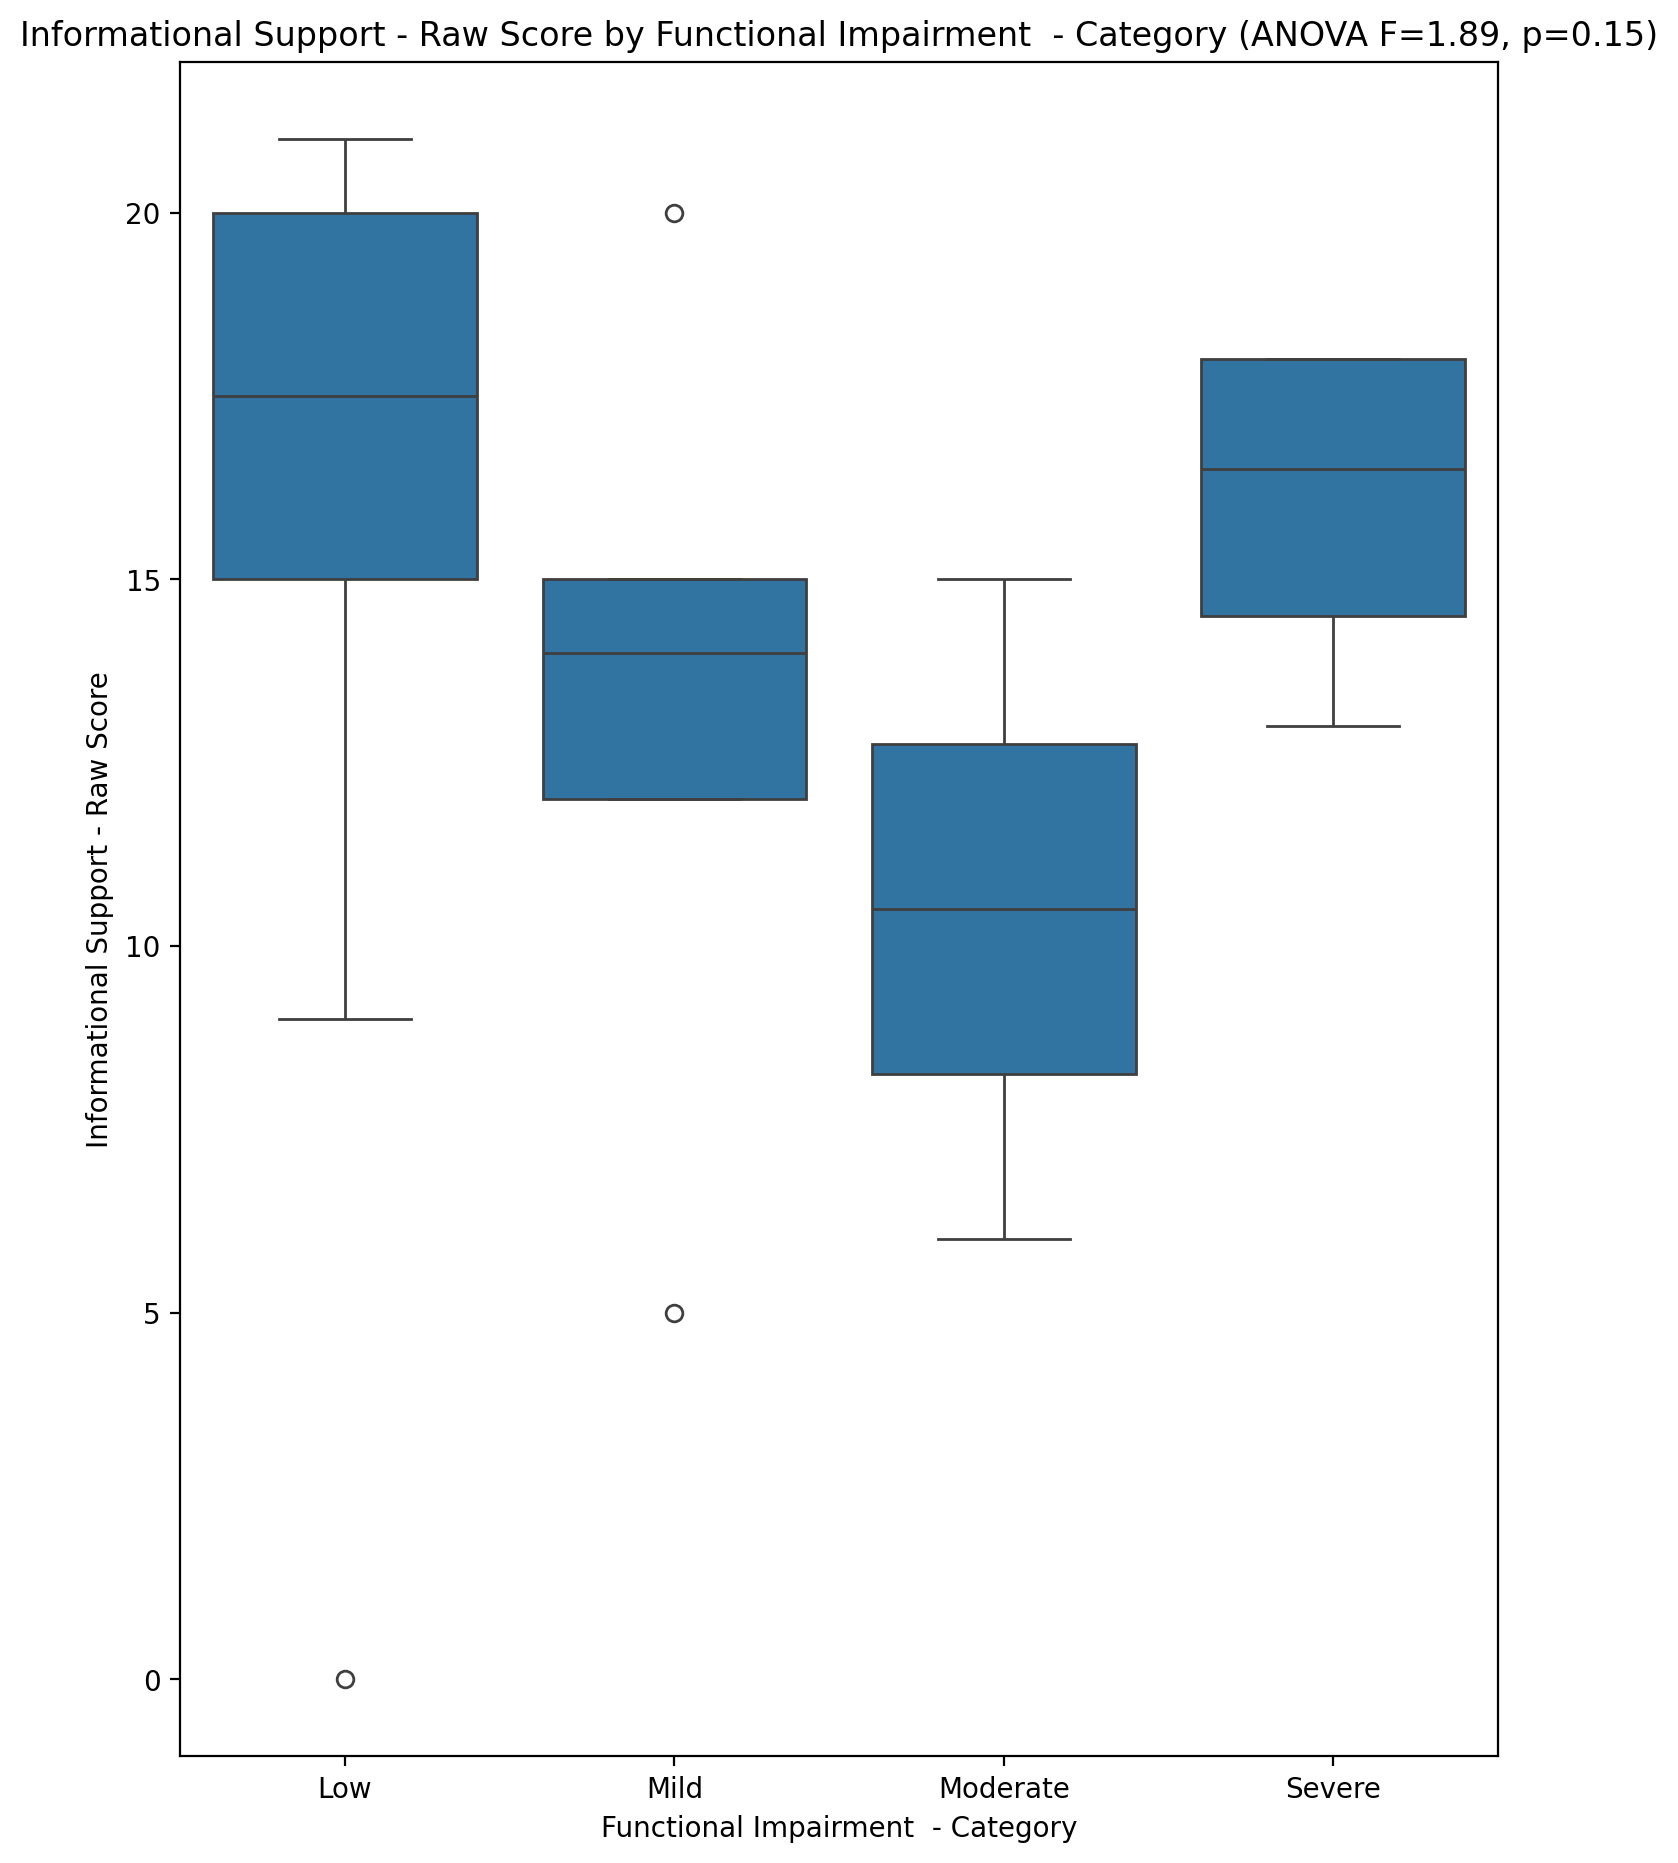 Informational Support - Raw Score by Functional Impairment  - Category (ANOVA F=1.89, p=0.15)
Informational Support - Raw Score
20
15
10
5
0
Low
Mild
Moderate
Severe
Functional Impairment  - Category